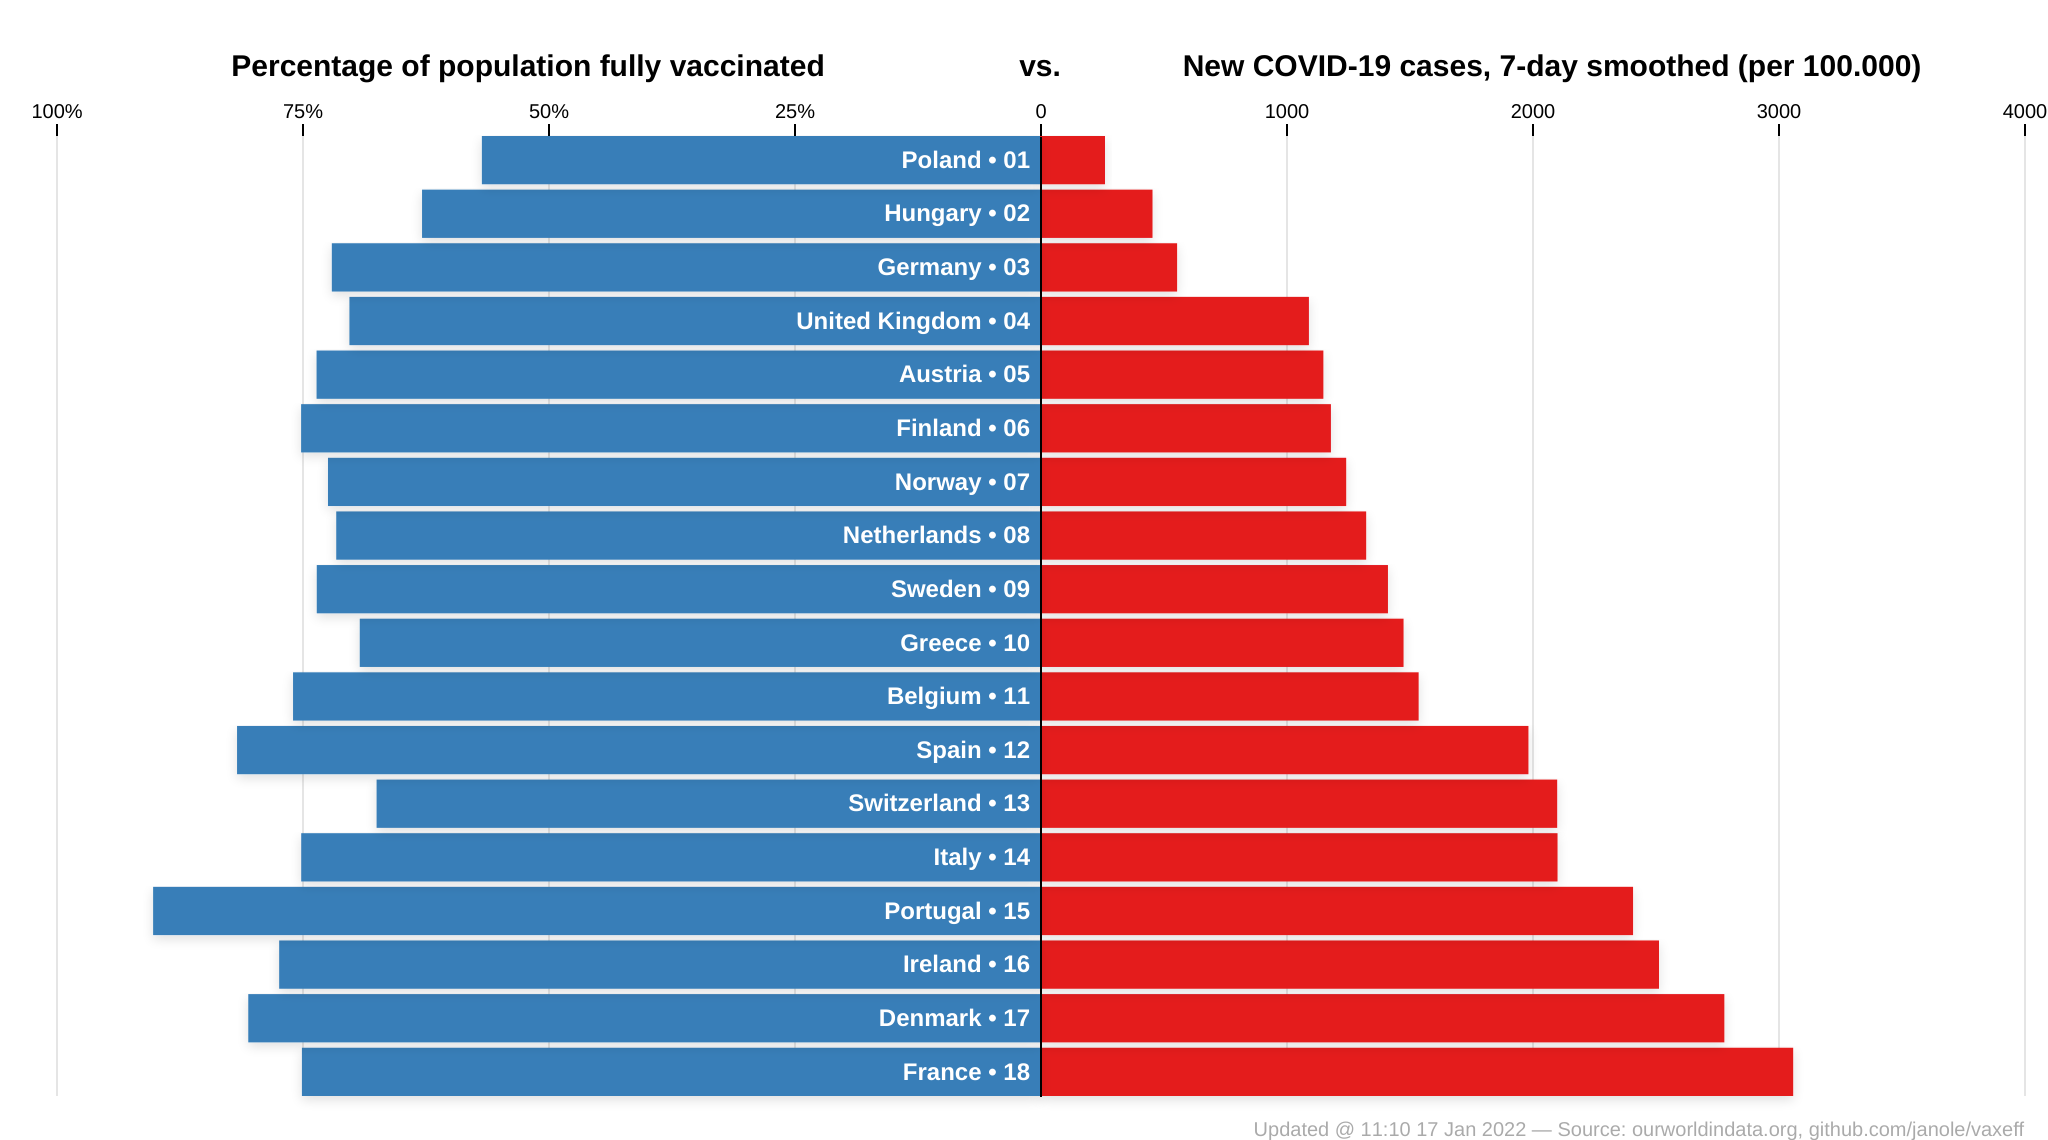 Percentage of population fully vaccinated vs. New COVID-19 cases, 7-day smoothed (per 100.000)
100% 75% 50% 25% 0 1000 2000 3000 4000
Poland • 01
Hungary • 02
Germany • 03
United Kingdom • 04
Austria • 05
Finland • 06
Norway • 07
Netherlands • 08
Sweden • 09
Greece • 10
Belgium • 11
Spain • 12
Switzerland • 13
Italy • 14
Portugal • 15
Ireland • 16
Denmark • 17
France • 18
Updated @ 11:10 17 Jan 2022 — Source: ourworldindata.org, github.com/janole/vaxeff